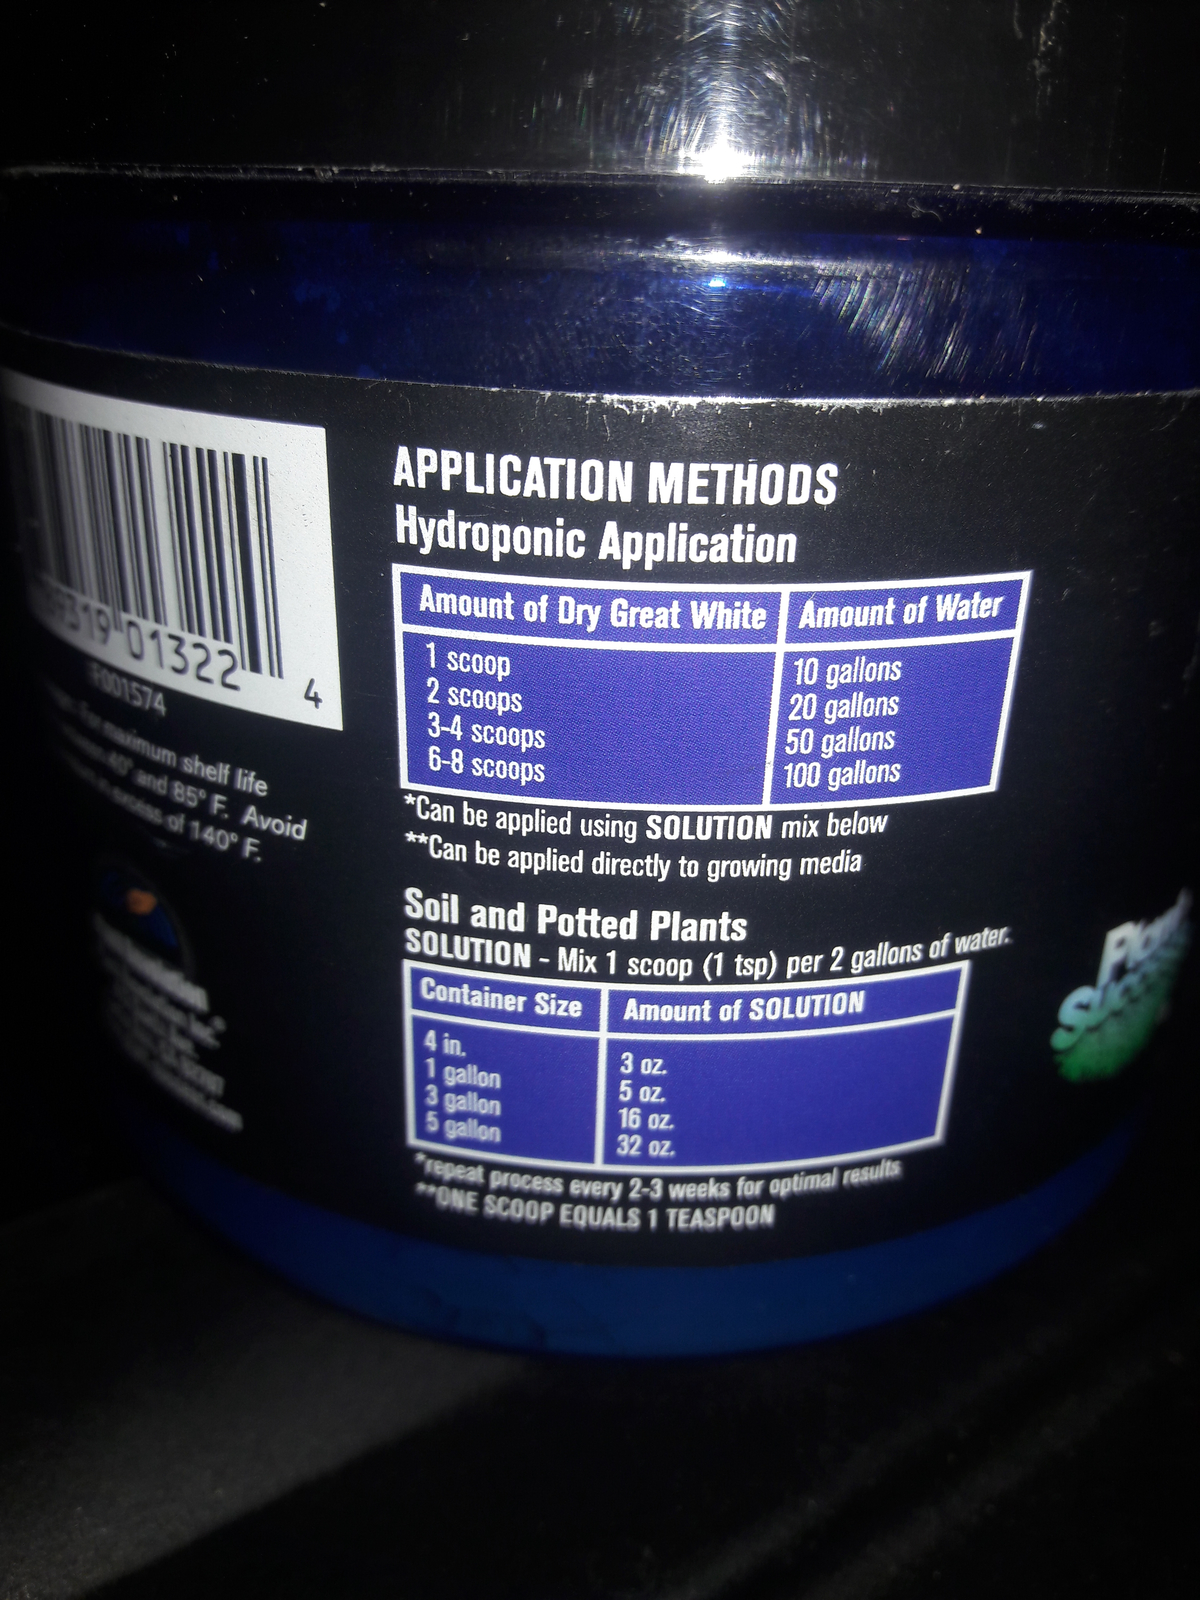 01322
4
F001574
For maximum shelf life
40° and 85° F. Avoid
in excess of 140° F.
APPLICATION METHODS
Hydroponic Application
Amount of Dry Great White Amount of Water
1 scoop 10 gallons
2 scoops 20 gallons
3-4 scoops 50 gallons
6-8 scoops 100 gallons
*Can be applied using SOLUTION mix below
**Can be applied directly to growing media
Soil and Potted Plants
SOLUTION - Mix 1 scoop (1 tsp) per 2 gallons of water.
Container Size Amount of SOLUTION
4 in. 3 oz.
1 gallon 5 oz.
3 gallon 16 oz.
5 gallon 32 oz.
*repeat process every 2-3 weeks for optimal results
**ONE SCOOP EQUALS 1 TEASPOON